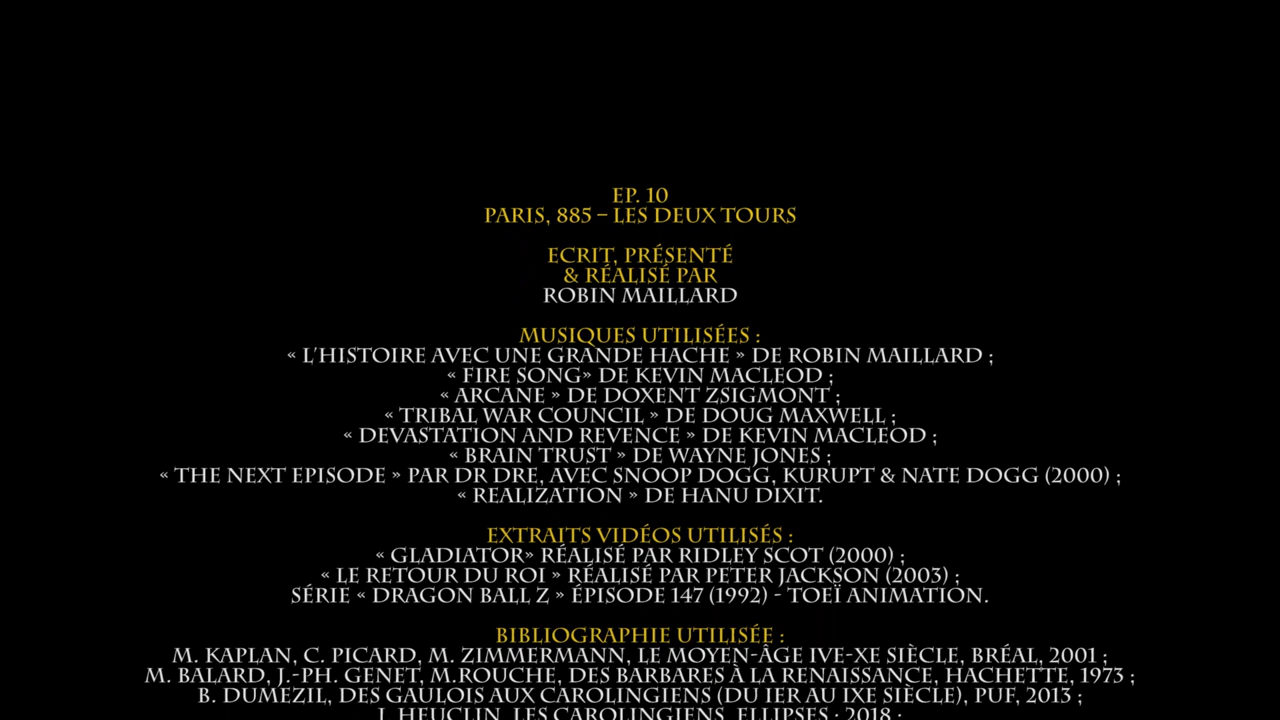 EP. 10
PARIS, 885 – LES DEUX TOURS
ECRIT, PRÉSENTÉ
& RÉALISÉ PAR
ROBIN MAILLARD
MUSIQUES UTILISÉES :
« L'HISTOIRE AVEC UNE GRANDE HACHE » DE ROBIN MAILLARD ;
« FIRE SONG» DE KEVIN MACLEOD ;
« ARCANE » DE DOXENT ZSIGMONT ;
« TRIBAL WAR COUNCIL » DE DOUG MAXWELL ;
« DEVASTATION AND REVENCE » DE KEVIN MACLEOD ;
« BRAIN TRUST » DE WAYNE JONES ;
« THE NEXT EPISODE » PAR DR DRE, AVEC SNOOP DOGG, KURUPT & NATE DOGG (2000) ;
« REALIZATION » DE HANU DIXIT.
EXTRAITS VIDÉOS UTILISÉS :
« GLADIATOR» RÉALISÉ PAR RIDLEY SCOT (2000) ;
« LE RETOUR DU ROI » RÉALISÉ PAR PETER JACKSON (2003) ;
SÉRIE « DRAGON BALL Z » ÉPISODE 147 (1992) - TOEÏ ANIMATION.
BIBLIOGRAPHIE UTILISÉE :
M. KAPLAN, C. PICARD, M. ZIMMERMANN, LE MOYEN-ÂGE IVE-XE SIÈCLE, BRÉAL, 2001 ;
M. BALARD, J.-PH. GENET, M.ROUCHE, DES BARBARES À LA RENAISSANCE, HACHETTE, 1973 ;
B. DUMEZIL, DES GAULOIS AUX CAROLINGIENS (DU IER AU IXE SIÈCLE), PUF, 2013 ;
J. HEUCLIN, LES CAROLINGIENS, ELLIPSES ; 2018 ;